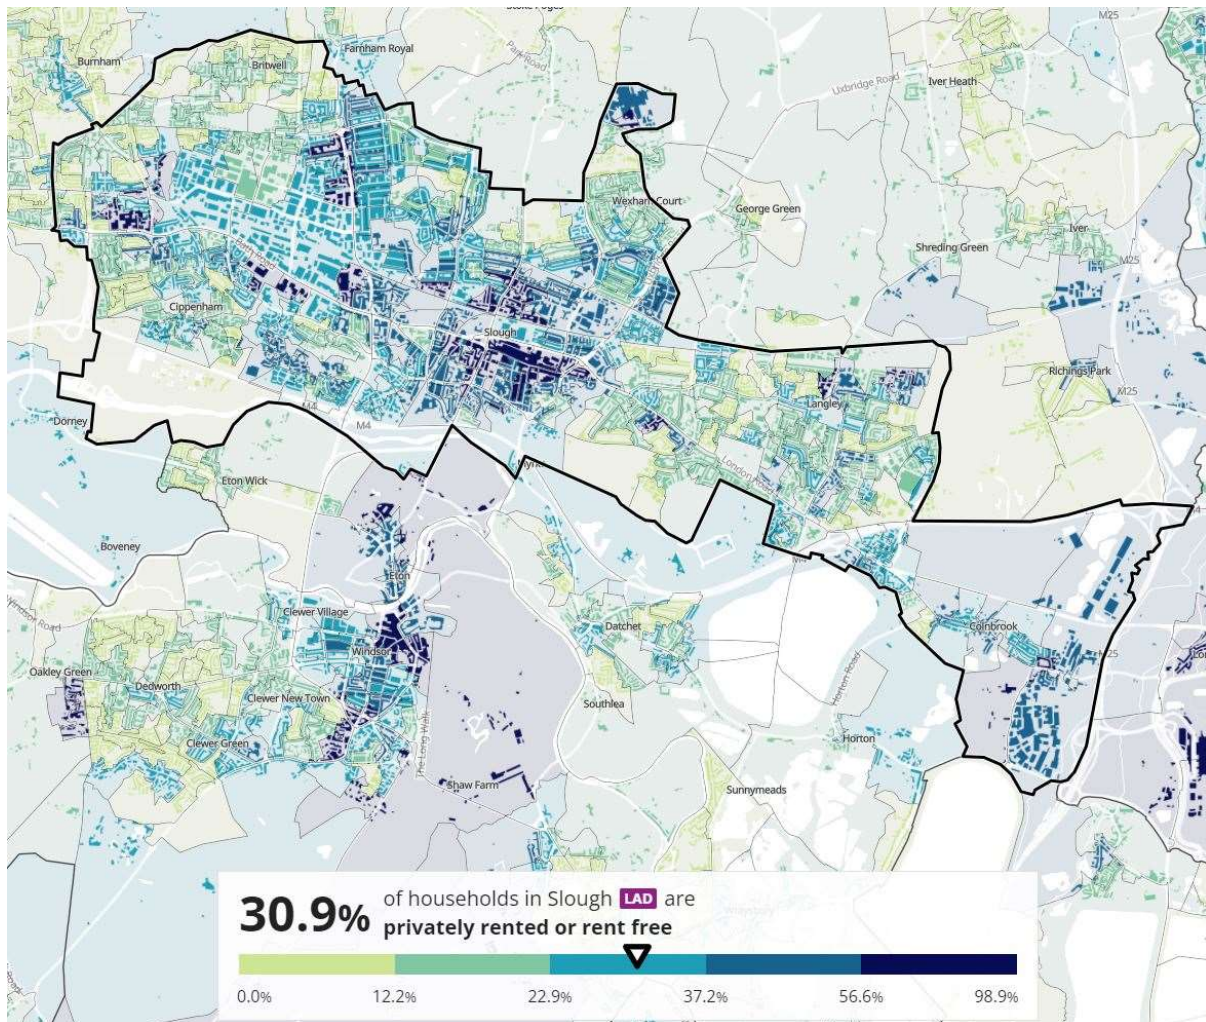 Stoke Poges
M25
Farnham Royal
Burnham
Britwell
Park Road
Uxbridge Road
Iver Heath
Wexham Court
George Green
Iver
Shreding Green
M25
Cippenham
Slough
Richings Park
M25
Langley
M4
Dorney
M4
London
Eton Wick
M4
Boveney
Eton
Windsor Road
Clewer Village
Datchet
Colnbrook
Windsor
M25
Oakley Green
Dedworth
Clewer New Town
Horton Road
Southlea
The Long Walk
Clewer Green
Horton
Shaw Farm
Sunnymeads
30.9% of households in Slough LAD are
privately rented or rent free
0.0% 12.2% 22.9% 37.2% 56.6% 98.9%